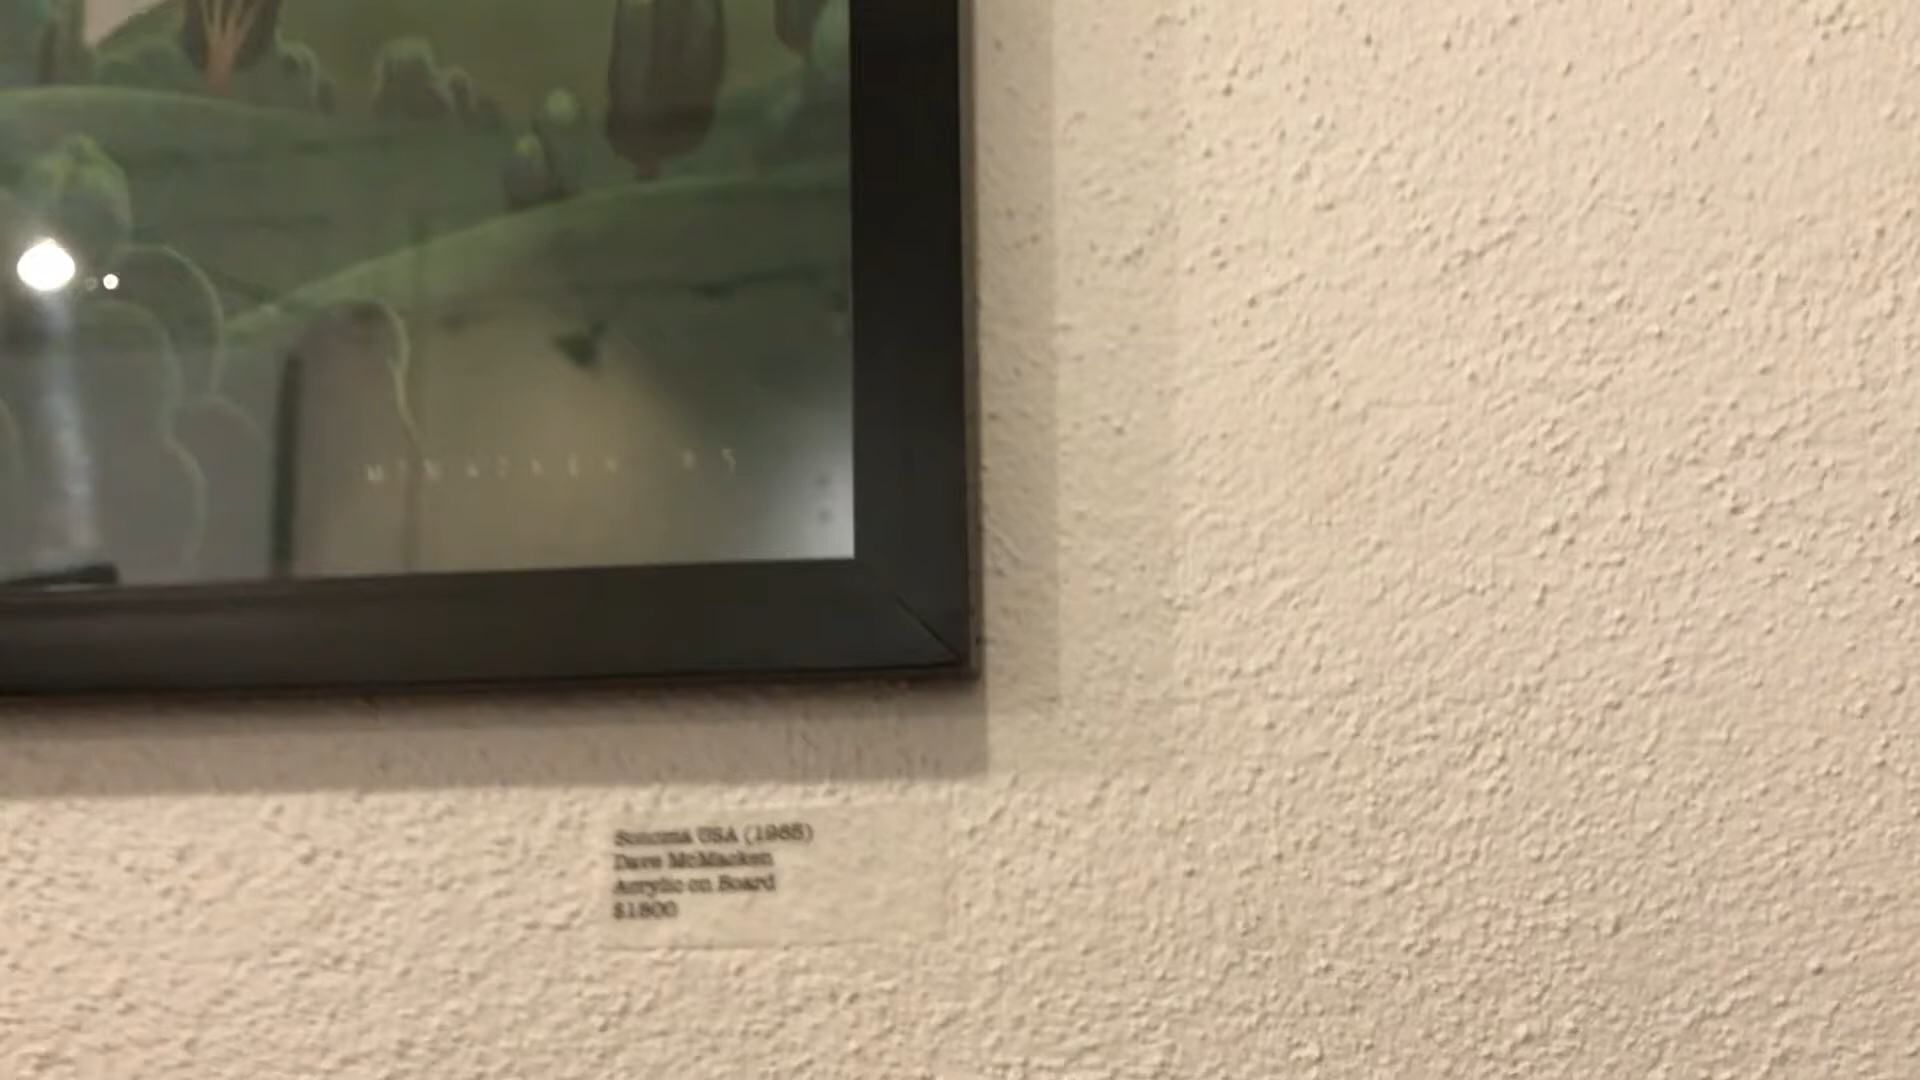 Sonoma USA (1985)
Dave McMacken
Acrylic on Board
$1800